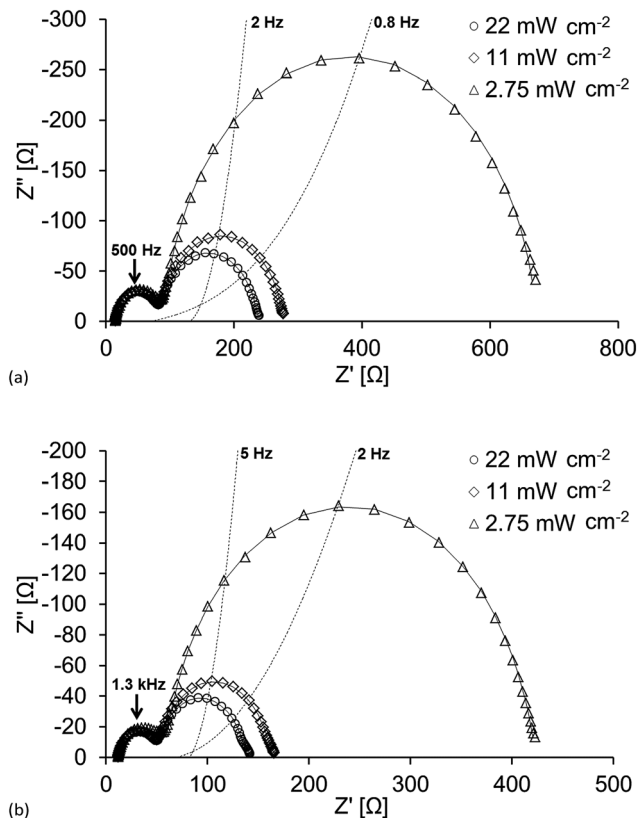 -300
-250
-200
-150
-100
-50
0
Z'' [Ω]
2 Hz
0.8 Hz
500 Hz
○ 22 mW cm⁻²
◇ 11 mW cm⁻²
△ 2.75 mW cm⁻²
0 200 400 600 800
Z' [Ω]
(a)
-200
-180
-160
-140
-120
-100
-80
-60
-40
-20
0
Z'' [Ω]
5 Hz
2 Hz
1.3 kHz
○ 22 mW cm⁻²
◇ 11 mW cm⁻²
△ 2.75 mW cm⁻²
0 100 200 300 400 500
Z' [Ω]
(b)